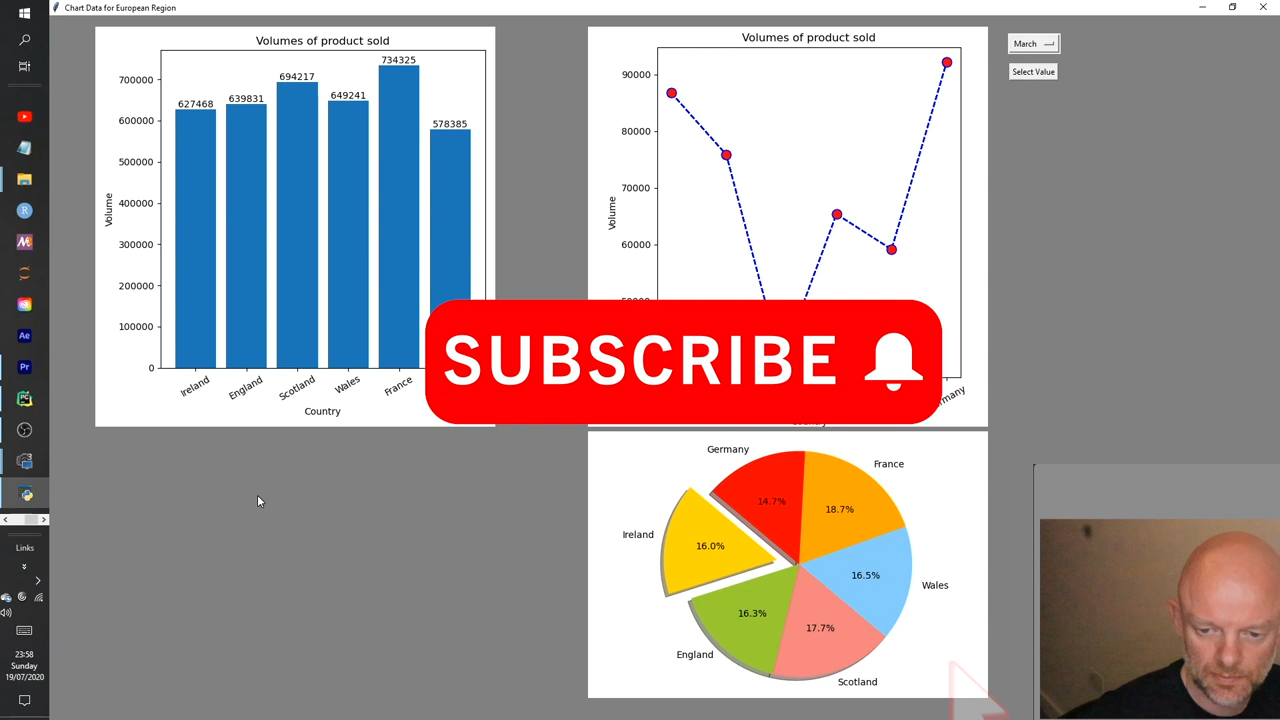 Chart Data for European Region
Volumes of product sold
Volume
700000
600000
500000
400000
300000
200000
100000
0
627468
639831
694217
649241
734325
578385
Ireland
England
Scotland
Wales
France
Country
Volumes of product sold
Volume
90000
80000
70000
60000
March
Select Value
SUBSCRIBE
Germany
France
Ireland
Wales
England
Scotland
14.7%
18.7%
16.0%
16.5%
16.3%
17.7%
Links
23:58
Sunday
19/07/2020